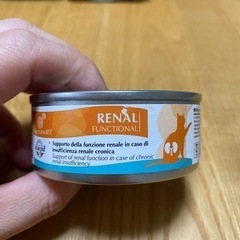 RENAL
FUNCTIONAL
Supporto della funzione renale in caso di
insufficienza renale cronica
Support of renal function in case of chronic
renal insufficiency